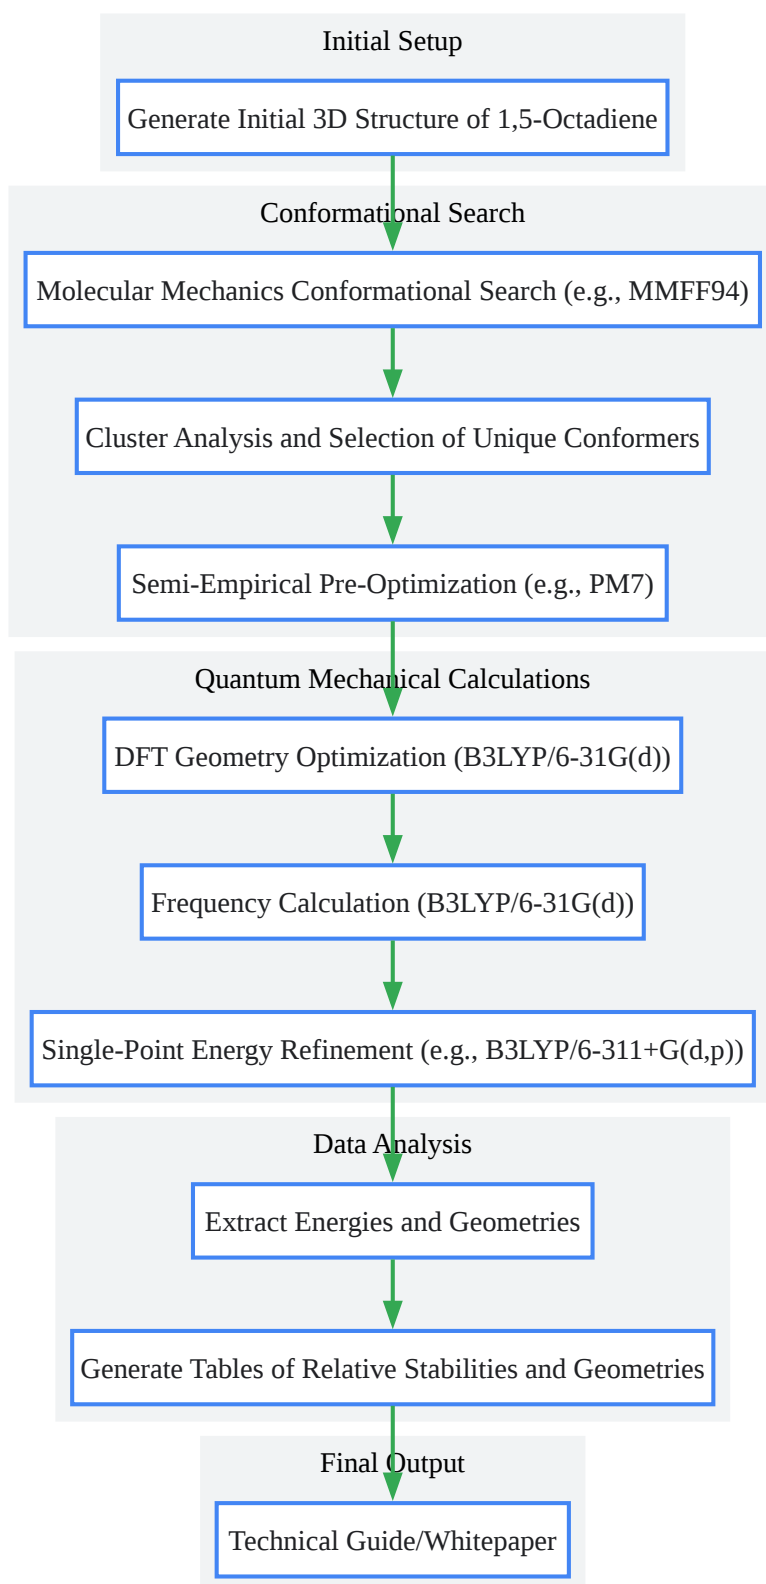 Initial Setup
Generate Initial 3D Structure of 1,5-Octadiene
Conformational Search
Molecular Mechanics Conformational Search (e.g., MMFF94)
Cluster Analysis and Selection of Unique Conformers
Semi-Empirical Pre-Optimization (e.g., PM7)
Quantum Mechanical Calculations
DFT Geometry Optimization (B3LYP/6-31G(d))
Frequency Calculation (B3LYP/6-31G(d))
Single-Point Energy Refinement (e.g., B3LYP/6-311+G(d,p))
Data Analysis
Extract Energies and Geometries
Generate Tables of Relative Stabilities and Geometries
Final Output
Technical Guide/Whitepaper